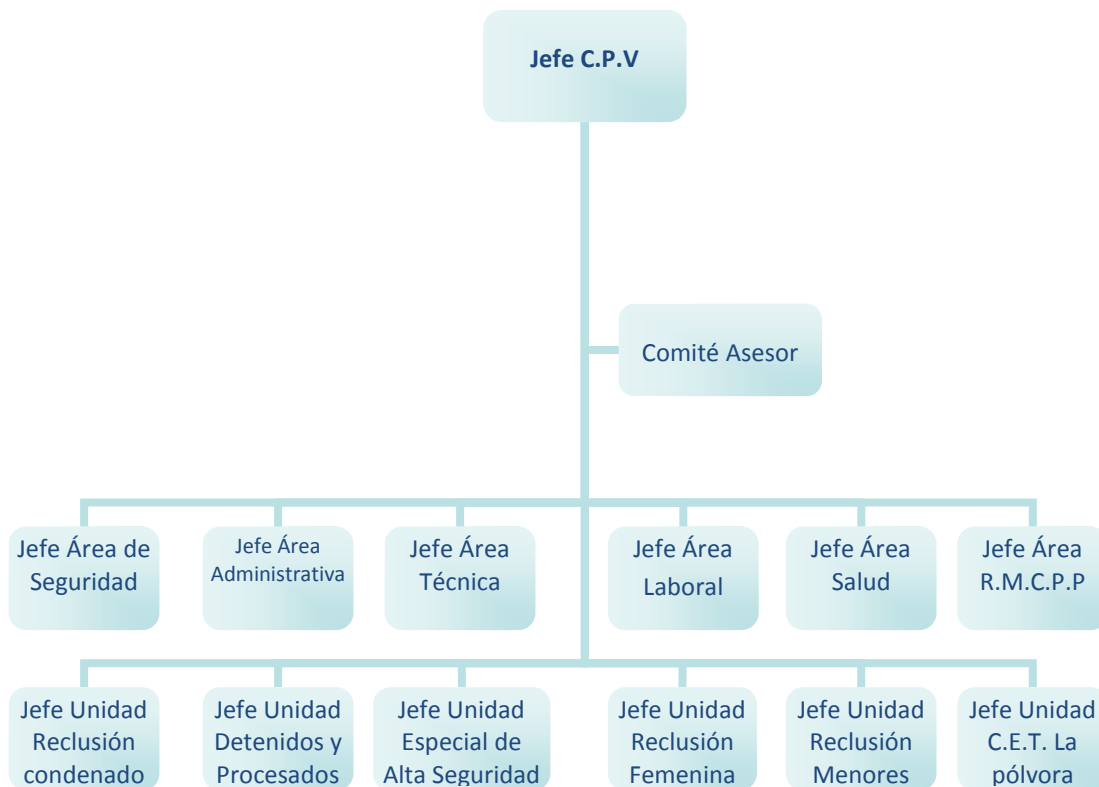 Jefe C.P.V
Comité Asesor
Jefe Área de
Seguridad
Jefe Área
Administrativa
Jefe Área
Técnica
Jefe Área
Laboral
Jefe Área
Salud
Jefe Área
R.M.C.P.P
Jefe Unidad
Reclusión
condenado
Jefe Unidad
Detenidos y
Procesados
Jefe Unidad
Especial de
Alta Seguridad
Jefe Unidad
Reclusión
Femenina
Jefe Unidad
Reclusión
Menores
Jefe Unidad
C.E.T. La
pólvora